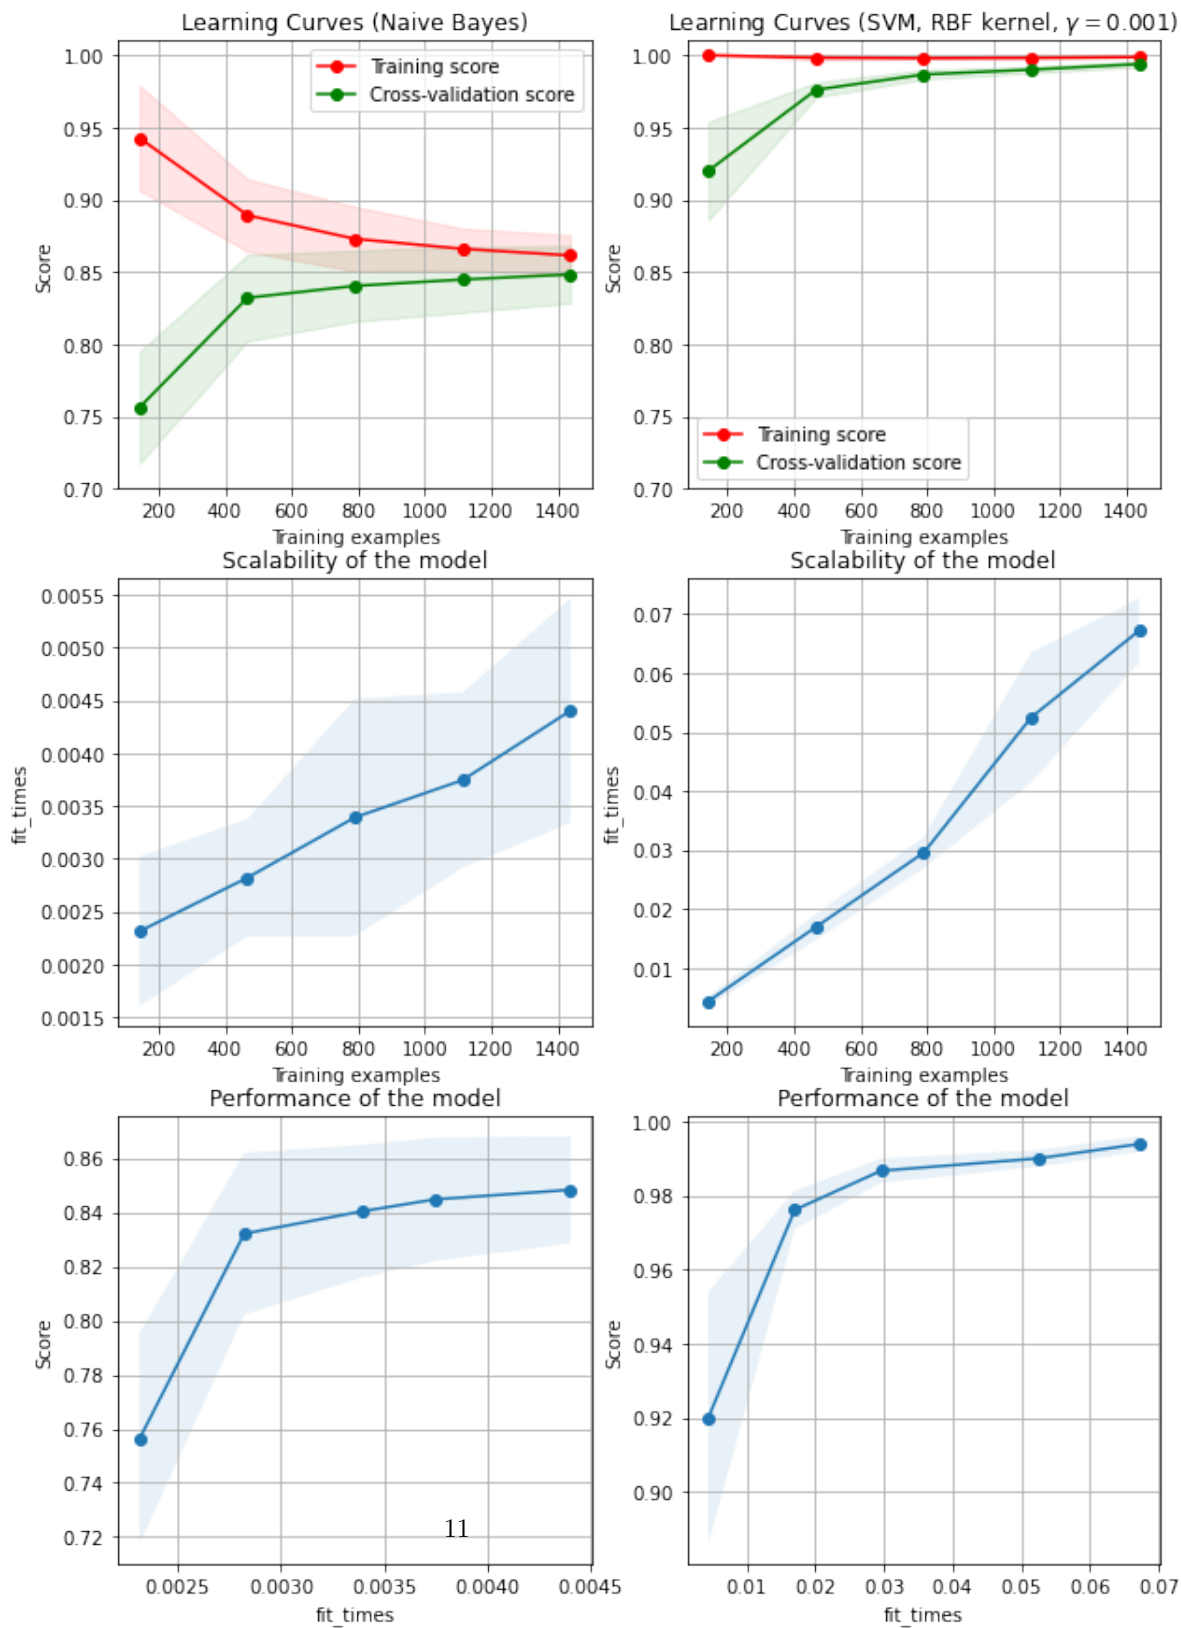 Learning Curves (Naive Bayes)
1.00
0.95
0.90
0.85
0.80
0.75
0.70
Score
Training score
Cross-validation score
200 400 600 800 1000 1200 1400
Training examples
Learning Curves (SVM, RBF kernel, γ = 0.001)
1.00
0.95
0.90
0.85
0.80
0.75
0.70
Score
Training score
Cross-validation score
200 400 600 800 1000 1200 1400
Training examples
Scalability of the model
0.0055
0.0050
0.0045
0.0040
0.0035
0.0030
0.0025
0.0020
0.0015
fit_times
200 400 600 800 1000 1200 1400
Training examples
Scalability of the model
0.07
0.06
0.05
0.04
0.03
0.02
0.01
fit_times
200 400 600 800 1000 1200 1400
Training examples
Performance of the model
0.86
0.84
0.82
0.80
0.78
0.76
0.74
0.72
Score
11
0.0025 0.0030 0.0035 0.0040 0.0045
fit_times
Performance of the model
1.00
0.98
0.96
0.94
0.92
0.90
Score
0.01 0.02 0.03 0.04 0.05 0.06 0.07
fit_times